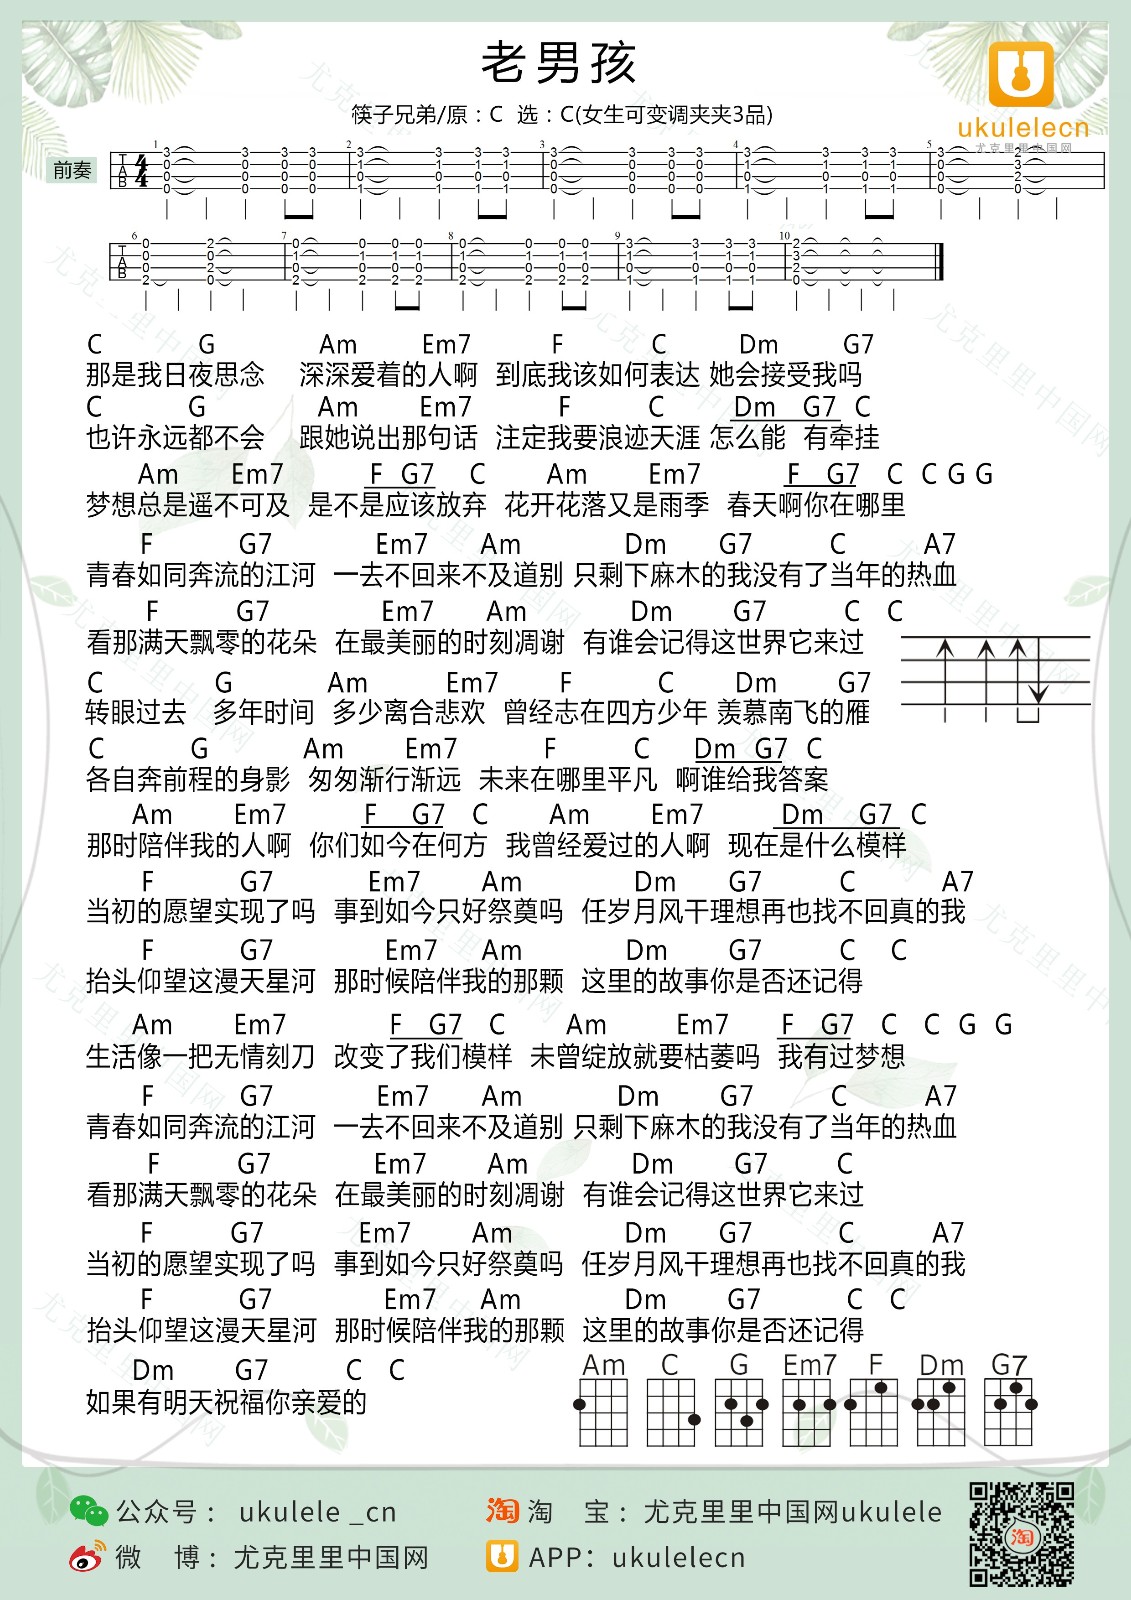 老男孩
筷子兄弟/原：C 选：C(女生可变调夹夹3品)
ukulelecn
尤克里里中国网
前奏
C G Am Em7 F C Dm G7
那是我日夜思念 深深爱着的人啊 到底我该如何表达 她会接受我吗
C G Am Em7 F C Dm G7 C
也许永远都不会 跟她说出那句话 注定我要浪迹天涯 怎么能 有牵挂
Am Em7 F G7 C Am Em7 F G7 C C G G
梦想总是遥不可及 是不是应该放弃 花开花落又是雨季 春天啊你在哪里
F G7 Em7 Am Dm G7 C A7
青春如同奔流的江河 一去不回来不及道别 只剩下麻木的我没有了当年的热血
F G7 Em7 Am Dm G7 C C
看那满天飘零的花朵 在最美丽的时刻凋谢 有谁会记得这世界它来过
C G Am Em7 F C Dm G7
转眼过去 多年时间 多少离合悲欢 曾经志在四方少年 羡慕南飞的雁
C G Am Em7 F C Dm G7 C
各自奔前程的身影 匆匆渐行渐远 未来在哪里平凡 啊谁给我答案
Am Em7 F G7 C Am Em7 Dm G7 C
那时陪伴我的人啊 你们如今在何方 我曾经爱过的人啊 现在是什么模样
F G7 Em7 Am Dm G7 C A7
当初的愿望实现了吗 事到如今只好祭奠吗 任岁月风干理想再也找不回真的我
F G7 Em7 Am Dm G7 C C
抬头仰望这漫天星河 那时候陪伴我的那颗 这里的故事你是否还记得
Am Em7 F G7 C Am Em7 F G7 C C G G
生活像一把无情刻刀 改变了我们模样 未曾绽放就要枯萎吗 我有过梦想
F G7 Em7 Am Dm G7 C A7
青春如同奔流的江河 一去不回来不及道别 只剩下麻木的我没有了当年的热血
F G7 Em7 Am Dm G7 C
看那满天飘零的花朵 在最美丽的时刻凋谢 有谁会记得这世界它来过
F G7 Em7 Am Dm G7 C A7
当初的愿望实现了吗 事到如今只好祭奠吗 任岁月风干理想再也找不回真的我
F G7 Em7 Am Dm G7 C C
抬头仰望这漫天星河 那时候陪伴我的那颗 这里的故事你是否还记得
Dm G7 C C
如果有明天祝福你亲爱的
Am C G Em7 F Dm G7
公众号： ukulele _cn
淘 淘 宝：尤克里里中国网ukulele
微 博：尤克里里中国网
APP：ukulelecn
淘